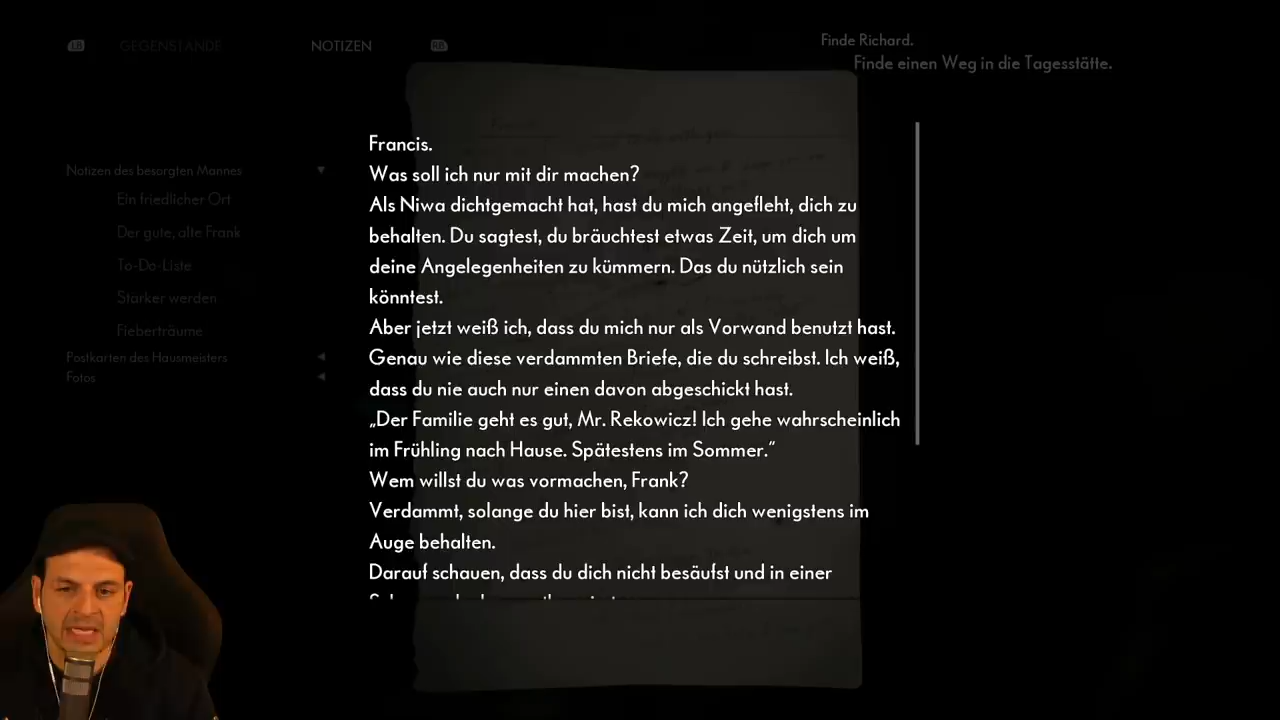 LB GEGENSTÄNDE NOTIZEN RB
Finde Richard.
Finde einen Weg in die Tagesstätte.
Notizen des besorgten Mannes
Ein friedlicher Ort
Der gute, alte Frank
To-Do-Liste
Stärker werden
Fieberträume
Postkarten des Hausmeisters
Fotos
Francis.
Was soll ich nur mit dir machen?
Als Niwa dichtgemacht hat, hast du mich angefleht, dich zu
behalten. Du sagtest, du bräuchtest etwas Zeit, um dich um
deine Angelegenheiten zu kümmern. Das du nützlich sein
könntest.
Aber jetzt weiß ich, dass du mich nur als Vorwand benutzt hast.
Genau wie diese verdammten Briefe, die du schreibst. Ich weiß,
dass du nie auch nur einen davon abgeschickt hast.
„Der Familie geht es gut, Mr. Rekowicz! Ich gehe wahrscheinlich
im Frühling nach Hause. Spätestens im Sommer.“
Wem willst du was vormachen, Frank?
Verdammt, solange du hier bist, kann ich dich wenigstens im
Auge behalten.
Darauf schauen, dass du dich nicht besäufst und in einer